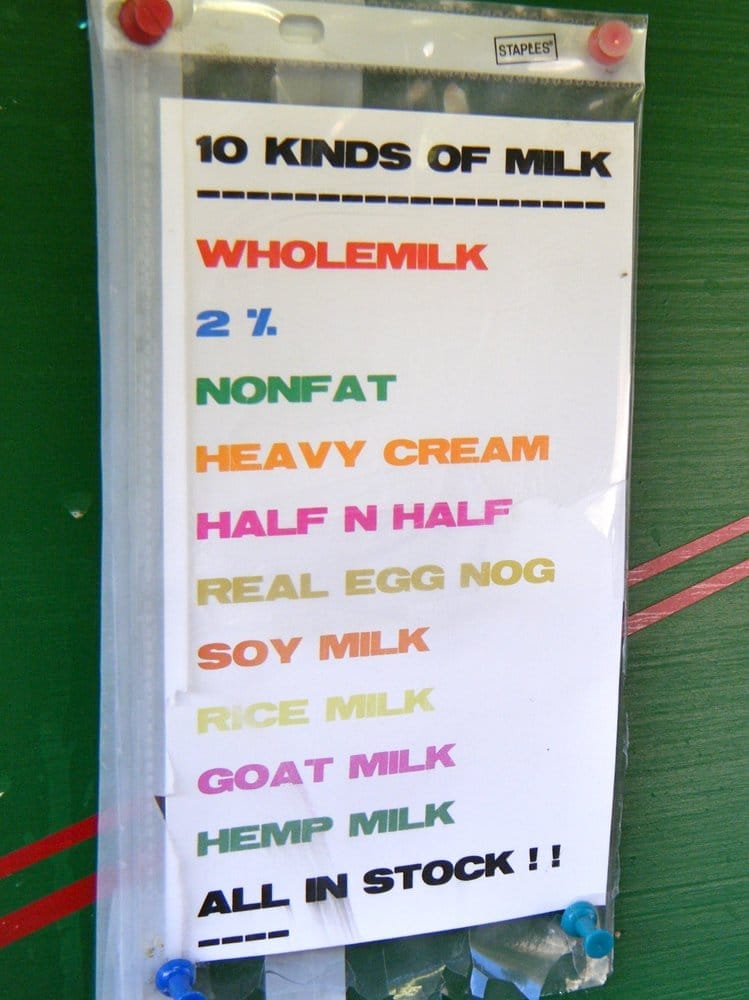 STAPLES
10 KINDS OF MILK
--------------------
WHOLEMILK
2 %
NONFAT
HEAVY CREAM
HALF N HALF
REAL EGG NOG
SOY MILK
RICE MILK
GOAT MILK
HEMP MILK
ALL IN STOCK ! !
----